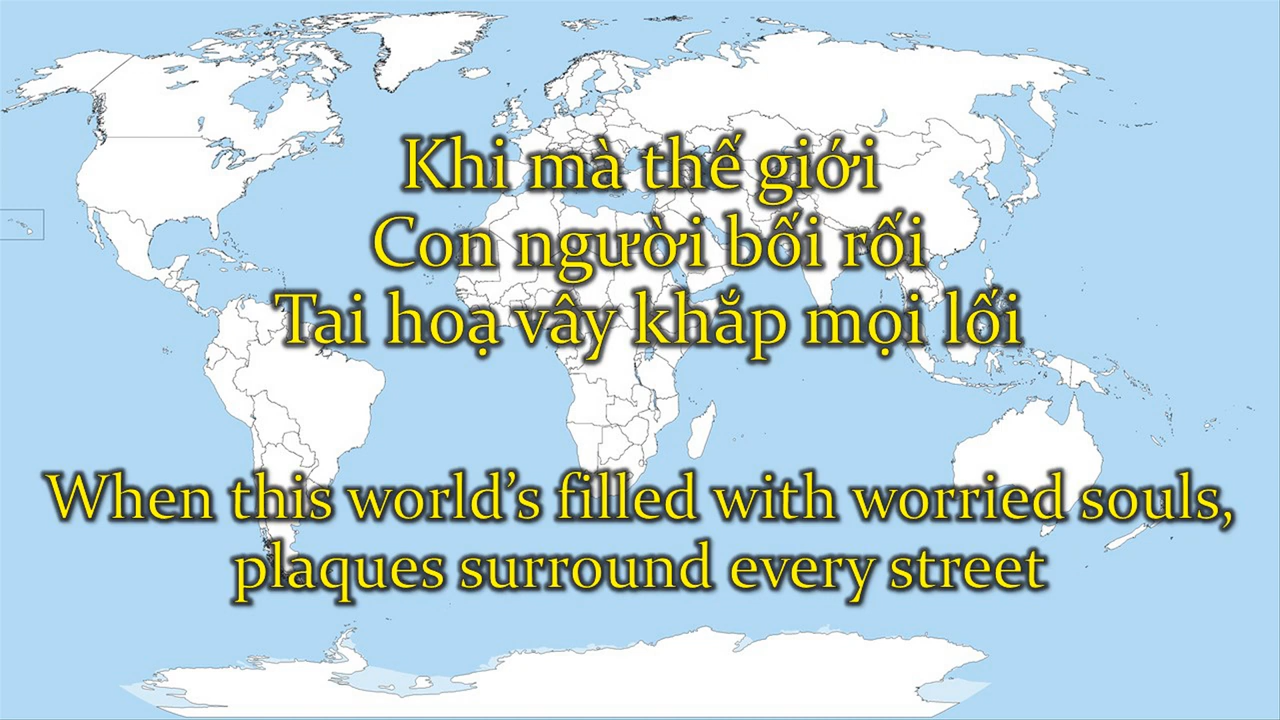 Khi mà thế giới
Con người bối rối
Tai hoạ vây khắp mọi lối
When this world’s filled with worried souls,
plaques surround every street